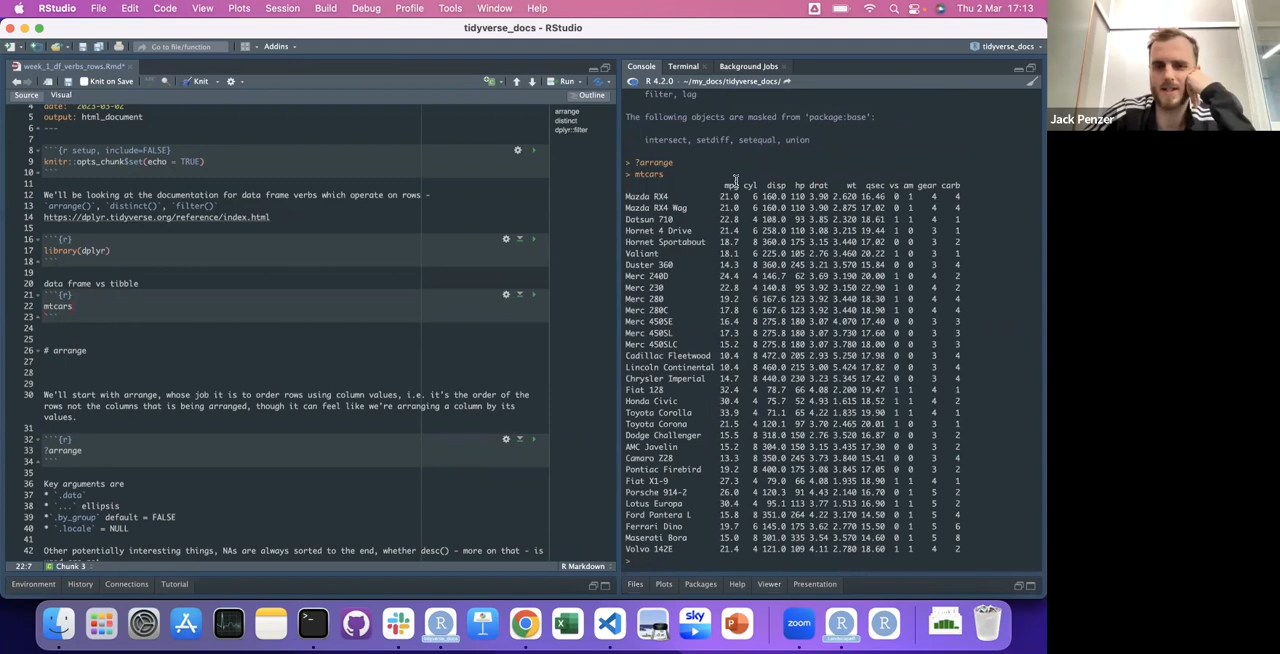 RStudio File Edit Code View Plots Session Build Debug Profile Tools Window Help Thu 2 Mar 17:13
tidyverse_docs — RStudio
Go to file/function Addins tidyverse_docs
week_1_df_verbs_rows.Rmd*
Knit on Save Knit Run
Source Visual Outline
4 date: 2023-03-02
5 output: html_document
6 ---
7
8 ```{r setup, include=FALSE}
9 knitr::opts_chunk$set(echo = TRUE)
10 ```
11
12 We'll be looking at the documentation for data frame verbs which operate on rows -
13 `arrange()`, `distinct()`, `filter()`
14 https://dplyr.tidyverse.org/reference/index.html
15
16 ```{r}
17 library(dplyr)
18 ```
19
20 data frame vs tibble
21 ```{r}
22 mtcars
23 ```
24
25
26 # arrange
27
28
29
30 We'll start with arrange, whose job it is to order rows using column values, i.e. it's the order of the
rows not the columns that is being arranged, though it can feel like we're arranging a column by its
values.
31
32 ```{r}
33 ?arrange
34 ```
35
36 Key arguments are
37 * `.data`
38 * `...` ellipsis
39 *`.by_group` default = FALSE
40 * `.locale` = NULL
41
42 Other potentially interesting things, NAs are always sorted to the end, whether desc() - more on that - is
22:7 Chunk 3 R Markdown
arrange
distinct
dplyr::filter
Environment History Connections Tutorial
Console Terminal Background Jobs
R 4.2.0 · ~/my_docs/tidyverse_docs/
filter, lag
The following objects are masked from 'package:base':
intersect, setdiff, setequal, union
> ?arrange
> mtcars
mpg cyl disp hp drat wt qsec vs am gear carb
Mazda RX4 21.0 6 160.0 110 3.90 2.620 16.46 0 1 4 4
Mazda RX4 Wag 21.0 6 160.0 110 3.90 2.875 17.02 0 1 4 4
Datsun 710 22.8 4 108.0 93 3.85 2.320 18.61 1 1 4 1
Hornet 4 Drive 21.4 6 258.0 110 3.08 3.215 19.44 1 0 3 1
Hornet Sportabout 18.7 8 360.0 175 3.15 3.440 17.02 0 0 3 2
Valiant 18.1 6 225.0 105 2.76 3.460 20.22 1 0 3 1
Duster 360 14.3 8 360.0 245 3.21 3.570 15.84 0 0 3 4
Merc 240D 24.4 4 146.7 62 3.69 3.190 20.00 1 0 4 2
Merc 230 22.8 4 140.8 95 3.92 3.150 22.90 1 0 4 2
Merc 280 19.2 6 167.6 123 3.92 3.440 18.30 1 0 4 4
Merc 280C 17.8 6 167.6 123 3.92 3.440 18.90 1 0 4 4
Merc 450SE 16.4 8 275.8 180 3.07 4.070 17.40 0 0 3 3
Merc 450SL 17.3 8 275.8 180 3.07 3.730 17.60 0 0 3 3
Merc 450SLC 15.2 8 275.8 180 3.07 3.780 18.00 0 0 3 3
Cadillac Fleetwood 10.4 8 472.0 205 2.93 5.250 17.98 0 0 3 4
Lincoln Continental 10.4 8 460.0 215 3.00 5.424 17.82 0 0 3 4
Chrysler Imperial 14.7 8 440.0 230 3.23 5.345 17.42 0 0 3 4
Fiat 128 32.4 4 78.7 66 4.08 2.200 19.47 1 1 4 1
Honda Civic 30.4 4 75.7 52 4.93 1.615 18.52 1 1 4 2
Toyota Corolla 33.9 4 71.1 65 4.22 1.835 19.90 1 1 4 1
Toyota Corona 21.5 4 120.1 97 3.70 2.465 20.01 1 0 3 1
Dodge Challenger 15.5 8 318.0 150 2.76 3.520 16.87 0 0 3 2
AMC Javelin 15.2 8 304.0 150 3.15 3.435 17.30 0 0 3 2
Camaro Z28 13.3 8 350.0 245 3.73 3.840 15.41 0 0 3 4
Pontiac Firebird 19.2 8 400.0 175 3.08 3.845 17.05 0 0 3 2
Fiat X1-9 27.3 4 79.0 66 4.08 1.935 18.90 1 1 4 1
Porsche 914-2 26.0 4 120.3 91 4.43 2.140 16.70 0 1 5 2
Lotus Europa 30.4 4 95.1 113 3.77 1.513 16.90 1 1 5 2
Ford Pantera L 15.8 8 351.0 264 4.22 3.170 14.50 0 1 5 4
Ferrari Dino 19.7 6 145.0 175 3.62 2.770 15.50 0 1 5 6
Maserati Bora 15.0 8 301.0 335 3.54 3.570 14.60 0 1 5 8
Volvo 142E 21.4 4 121.0 109 4.11 2.780 18.60 1 1 4 2
>
Files Plots Packages Help Viewer Presentation
Jack Penzer
sky
zoom